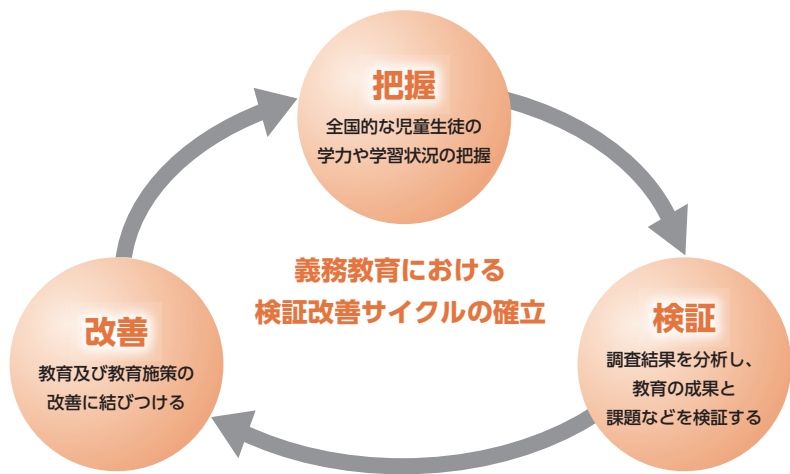 把握
全国的な児童生徒の
学力や学習状況の把握
義務教育における
検証改善サイクルの確立
検証
調査結果を分析し、
教育の成果と
課題などを検証する
改善
教育及び教育施策の
改善に結びつける